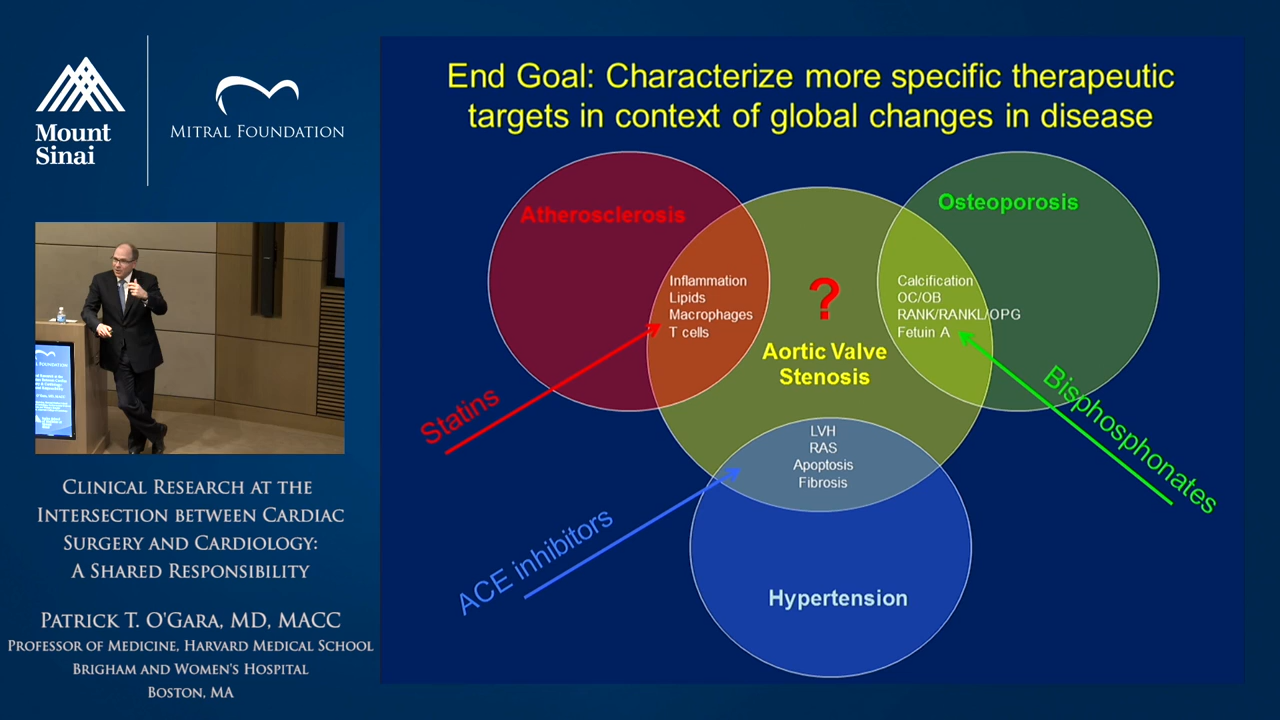 Mount
Sinai
MITRAL FOUNDATION
CLINICAL RESEARCH AT THE
INTERSECTION BETWEEN CARDIAC
SURGERY AND CARDIOLOGY:
A SHARED RESPONSIBILITY
PATRICK T. O'GARA, MD, MACC
PROFESSOR OF MEDICINE, HARVARD MEDICAL SCHOOL
BRIGHAM AND WOMEN'S HOSPITAL
BOSTON, MA
End Goal: Characterize more specific therapeutic
targets in context of global changes in disease
Atherosclerosis
Osteoporosis
Inflammation
Lipids
Macrophages
T cells
?
Aortic Valve
Stenosis
Calcification
OC/OB
RANK/RANKL/OPG
Fetuin A
Statins
Bisphosphonates
LVH
RAS
Apoptosis
Fibrosis
ACE inhibitors
Hypertension